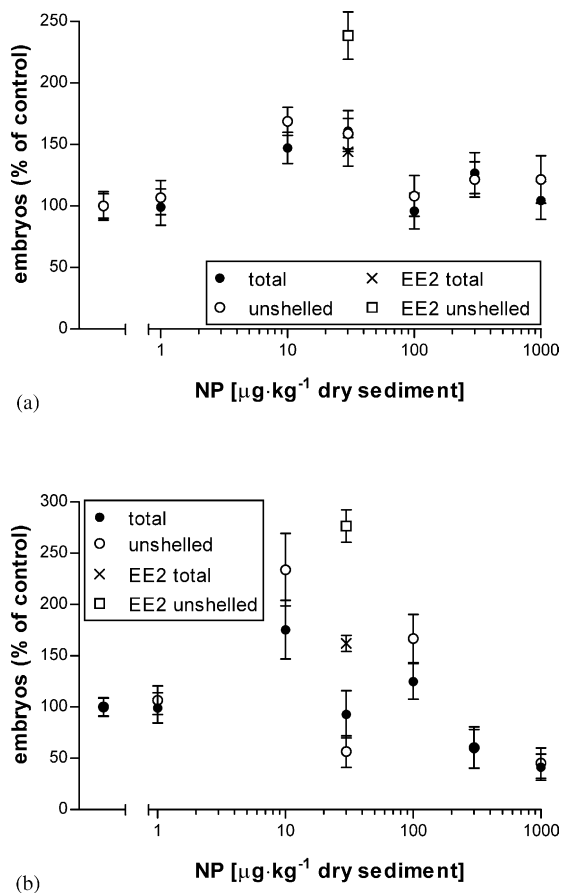 250
200
150
100
50
0
embryos (% of control)
total
EE2 total
unshelled
EE2 unshelled
1
10
100
1000
NP [µg·kg⁻¹ dry sediment]
(a)
300
250
200
150
100
50
0
embryos (% of control)
total
unshelled
EE2 total
EE2 unshelled
1
10
100
1000
NP [µg·kg⁻¹ dry sediment]
(b)